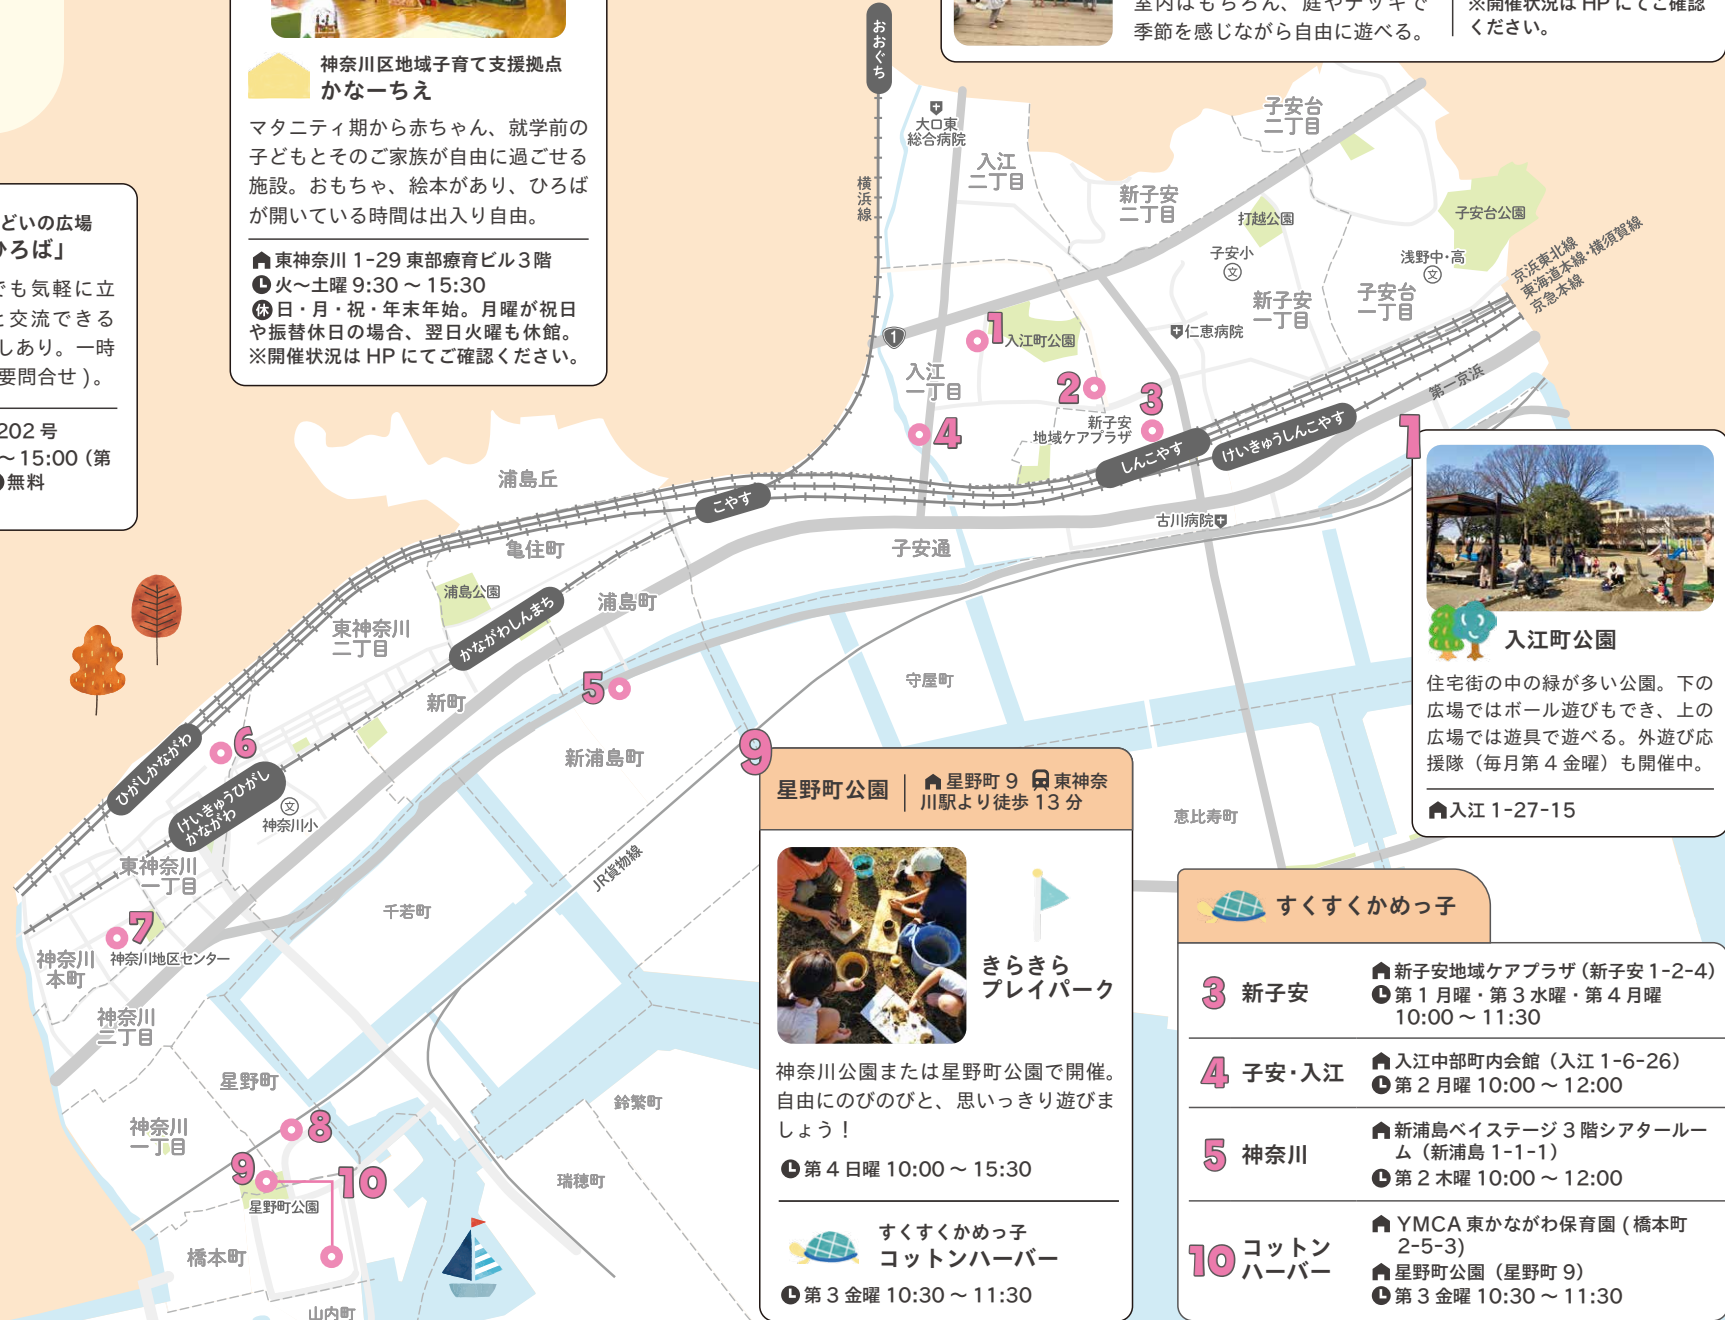 神奈川区地域子育て支援拠点
かなーちえ
マタニティ期から赤ちゃん、就学前の
子どもとそのご家族が自由に過ごせる
施設。おもちゃ、絵本があり、ひろば
が開いている時間は出入り自由。
東神奈川 1-29 東部療育ビル3階
火〜土曜 9:30 〜 15:30
休 日・月・祝・年末年始。月曜が祝日
や振替休日の場合、翌日火曜も休館。
※開催状況は HP にてご確認ください。
どいの広場
ひろば」
でも気軽に立
と交流できる
しあり。一時
要問合せ )。
202 号
〜 15:00（第
無料
室内はもちろん、庭やデッキで
季節を感じながら自由に遊べる。
※開催状況は HP にてご確認
ください。
おおぐち
横浜線
大口東
総合病院
入江
二丁目
子安台
二丁目
新子安
二丁目
打越公園
子安台公園
子安小
文
浅野中・高
文
京浜東北線
東海道本線・横須賀線
京急本線
新子安
一丁目
子安台
一丁目
仁恵病院
1
1
入江町公園
入江
一丁目
2
3
新子安
地域ケアプラザ
4
しんこやす
けいきゅうしんこやす
第一京浜
浦島丘
こやす
古川病院
子安通
亀住町
浦島公園
浦島町
かながわしんまち
東神奈川
二丁目
新町
5
守屋町
新浦島町
6
ひがしかながわ
けいきゅうひがし
かながわ
文
神奈川小
東神奈川
一丁目
恵比寿町
JR貨物線
千若町
7
神奈川地区センター
神奈川
本町
神奈川
二丁目
星野町
鈴繁町
神奈川
一丁目
8
9
10
星野町公園
瑞穂町
橋本町
山内町
1
入江町公園
住宅街の中の緑が多い公園。下の
広場ではボール遊びもでき、上の
広場では遊具で遊べる。外遊び応
援隊（毎月第 4 金曜）も開催中。
入江 1-27-15
9
星野町公園
星野町 9 東神奈
川駅より徒歩 13 分
きらきら
プレイパーク
神奈川公園または星野町公園で開催。
自由にのびのびと、思いっきり遊びま
しょう！
第 4 日曜 10:00 〜 15:30
すくすくかめっ子
コットンハーバー
第 3 金曜 10:30 〜 11:30
すくすくかめっ子
3 新子安
新子安地域ケアプラザ（新子安 1-2-4）
第 1 月曜・第 3 水曜・第 4 月曜
10:00 〜 11:30
4 子安・入江
入江中部町内会館（入江 1-6-26）
第 2 月曜 10:00 〜 12:00
5 神奈川
新浦島ベイステージ 3 階シアタールー
ム（新浦島 1-1-1）
第 2 木曜 10:00 〜 12:00
10 コットン
ハーバー
YMCA 東かながわ保育園 ( 橋本町
2-5-3)
星野町公園（星野町 9）
第 3 金曜 10:30 〜 11:30